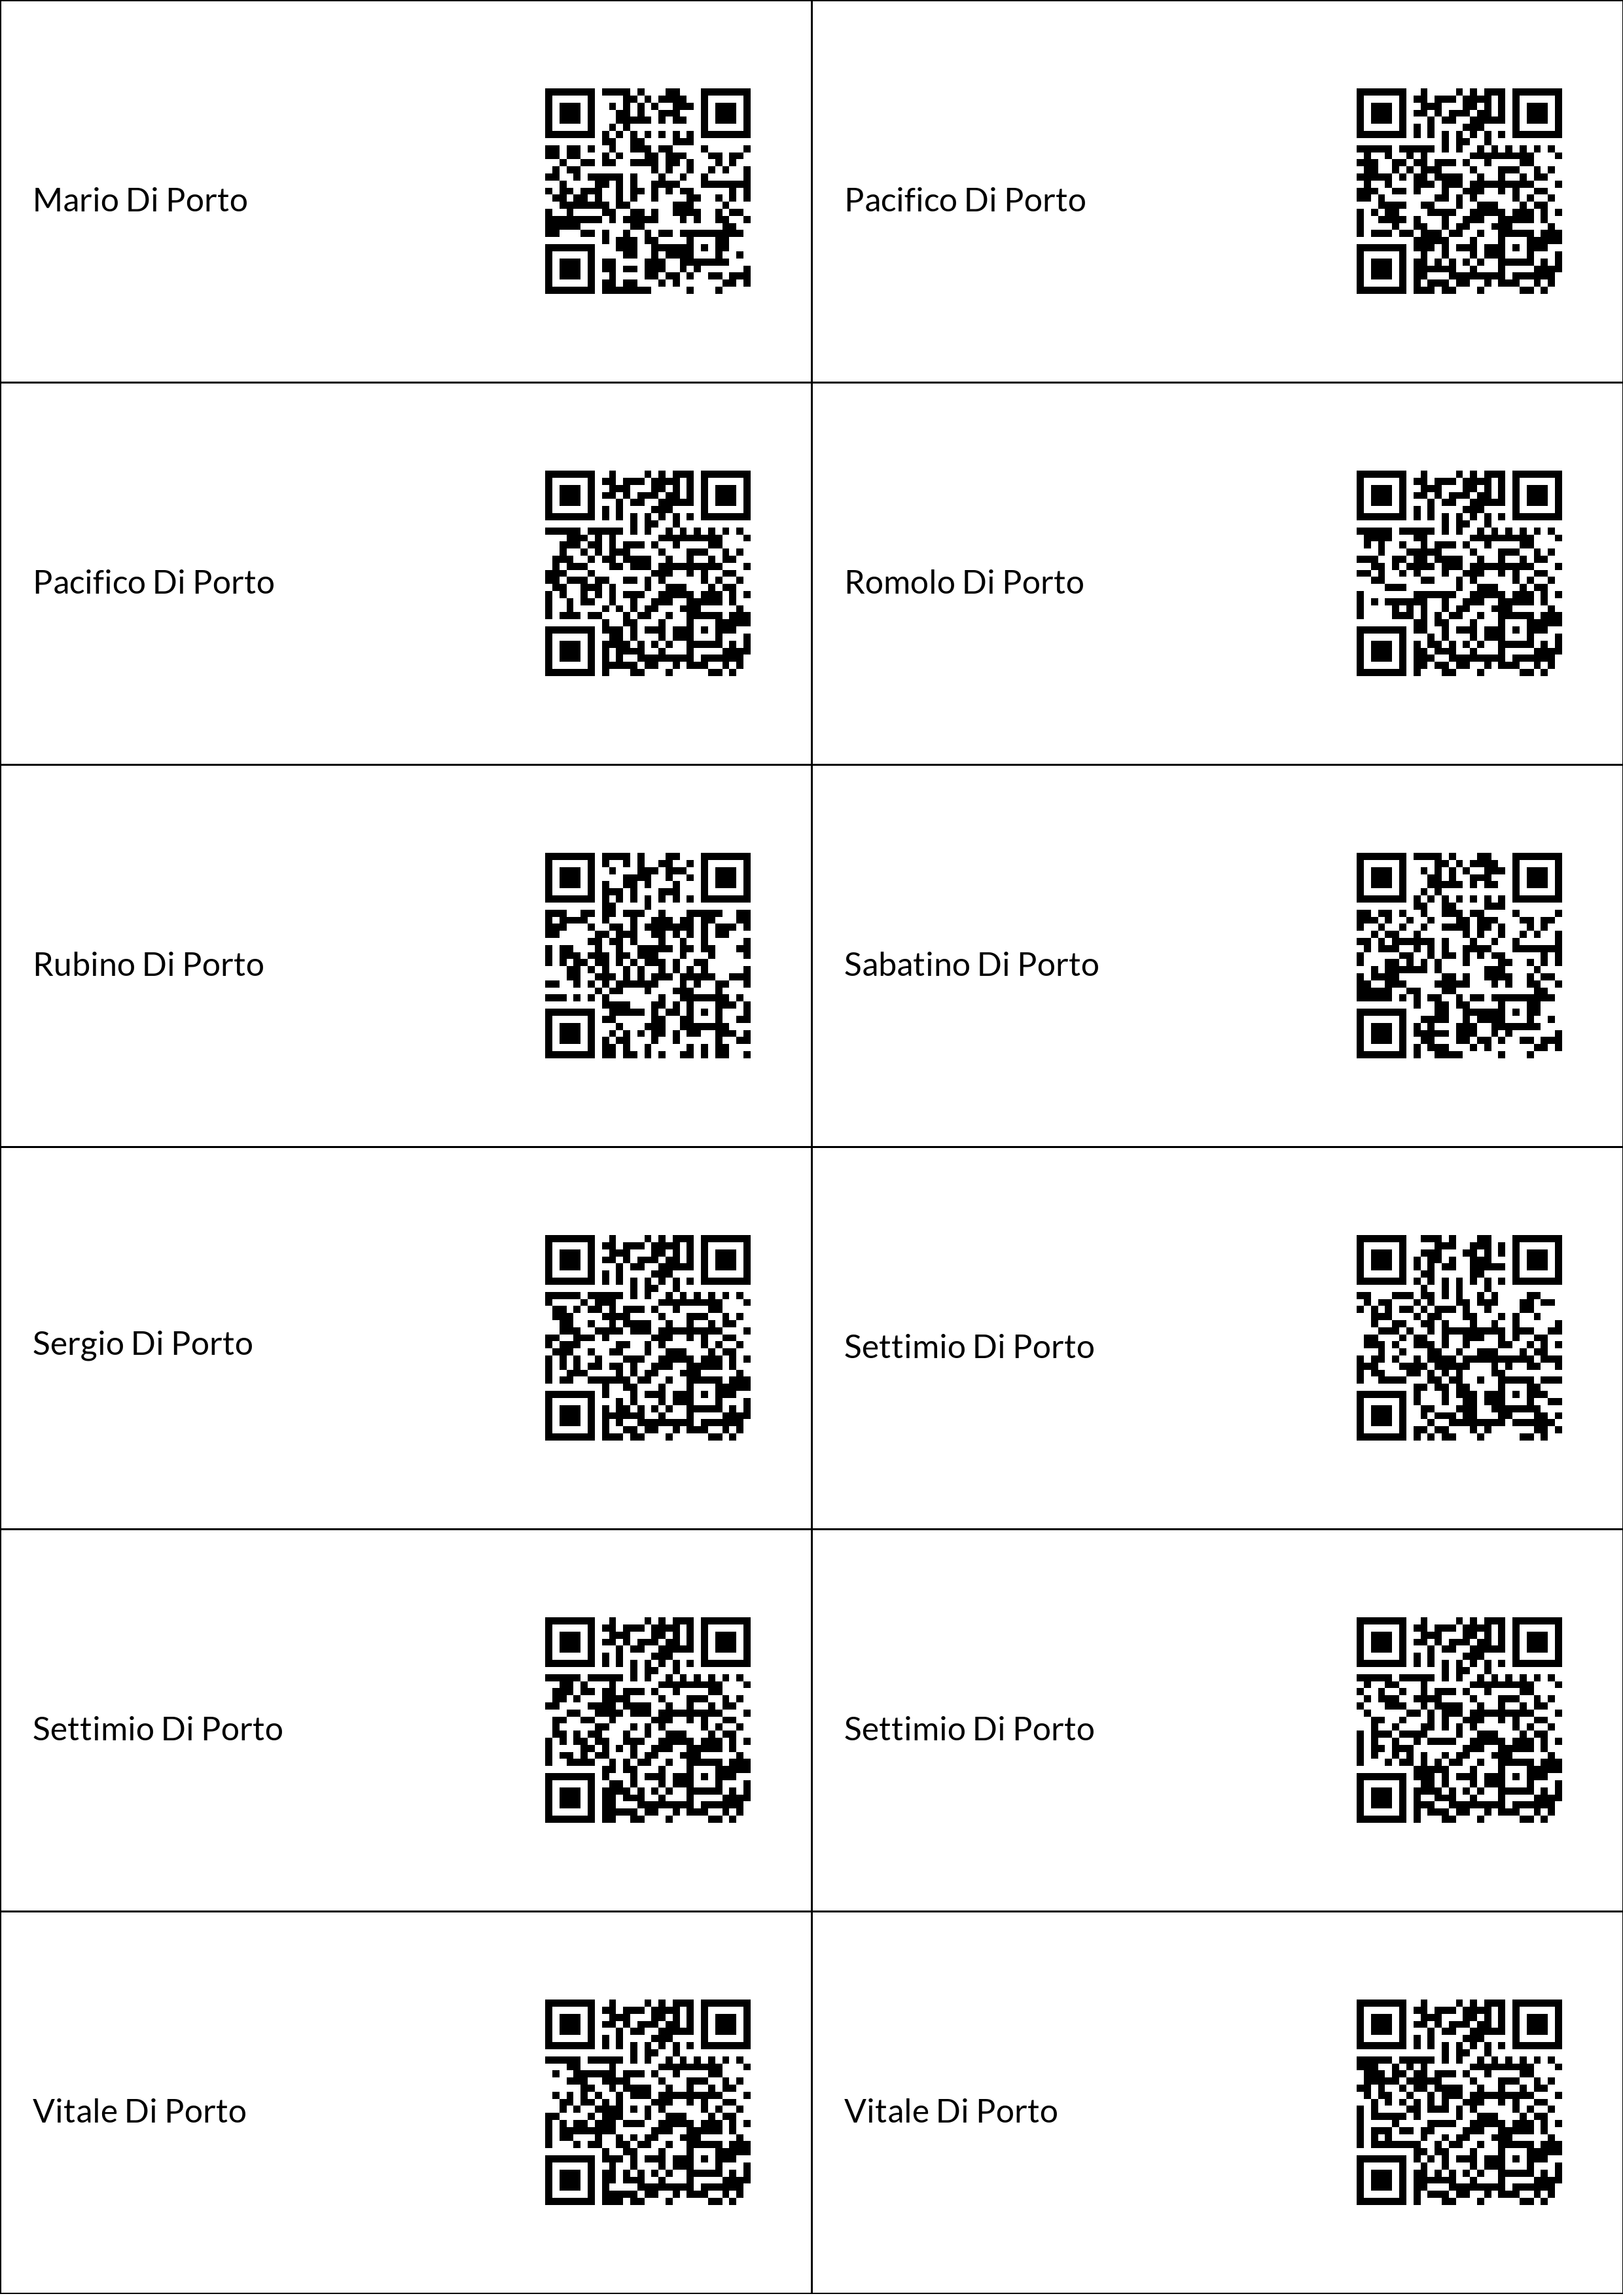 Mario Di Porto
Pacifico Di Porto
Pacifico Di Porto
Romolo Di Porto
Rubino Di Porto
Sabatino Di Porto
Sergio Di Porto
Settimio Di Porto
Settimio Di Porto
Settimio Di Porto
Vitale Di Porto
Vitale Di Porto